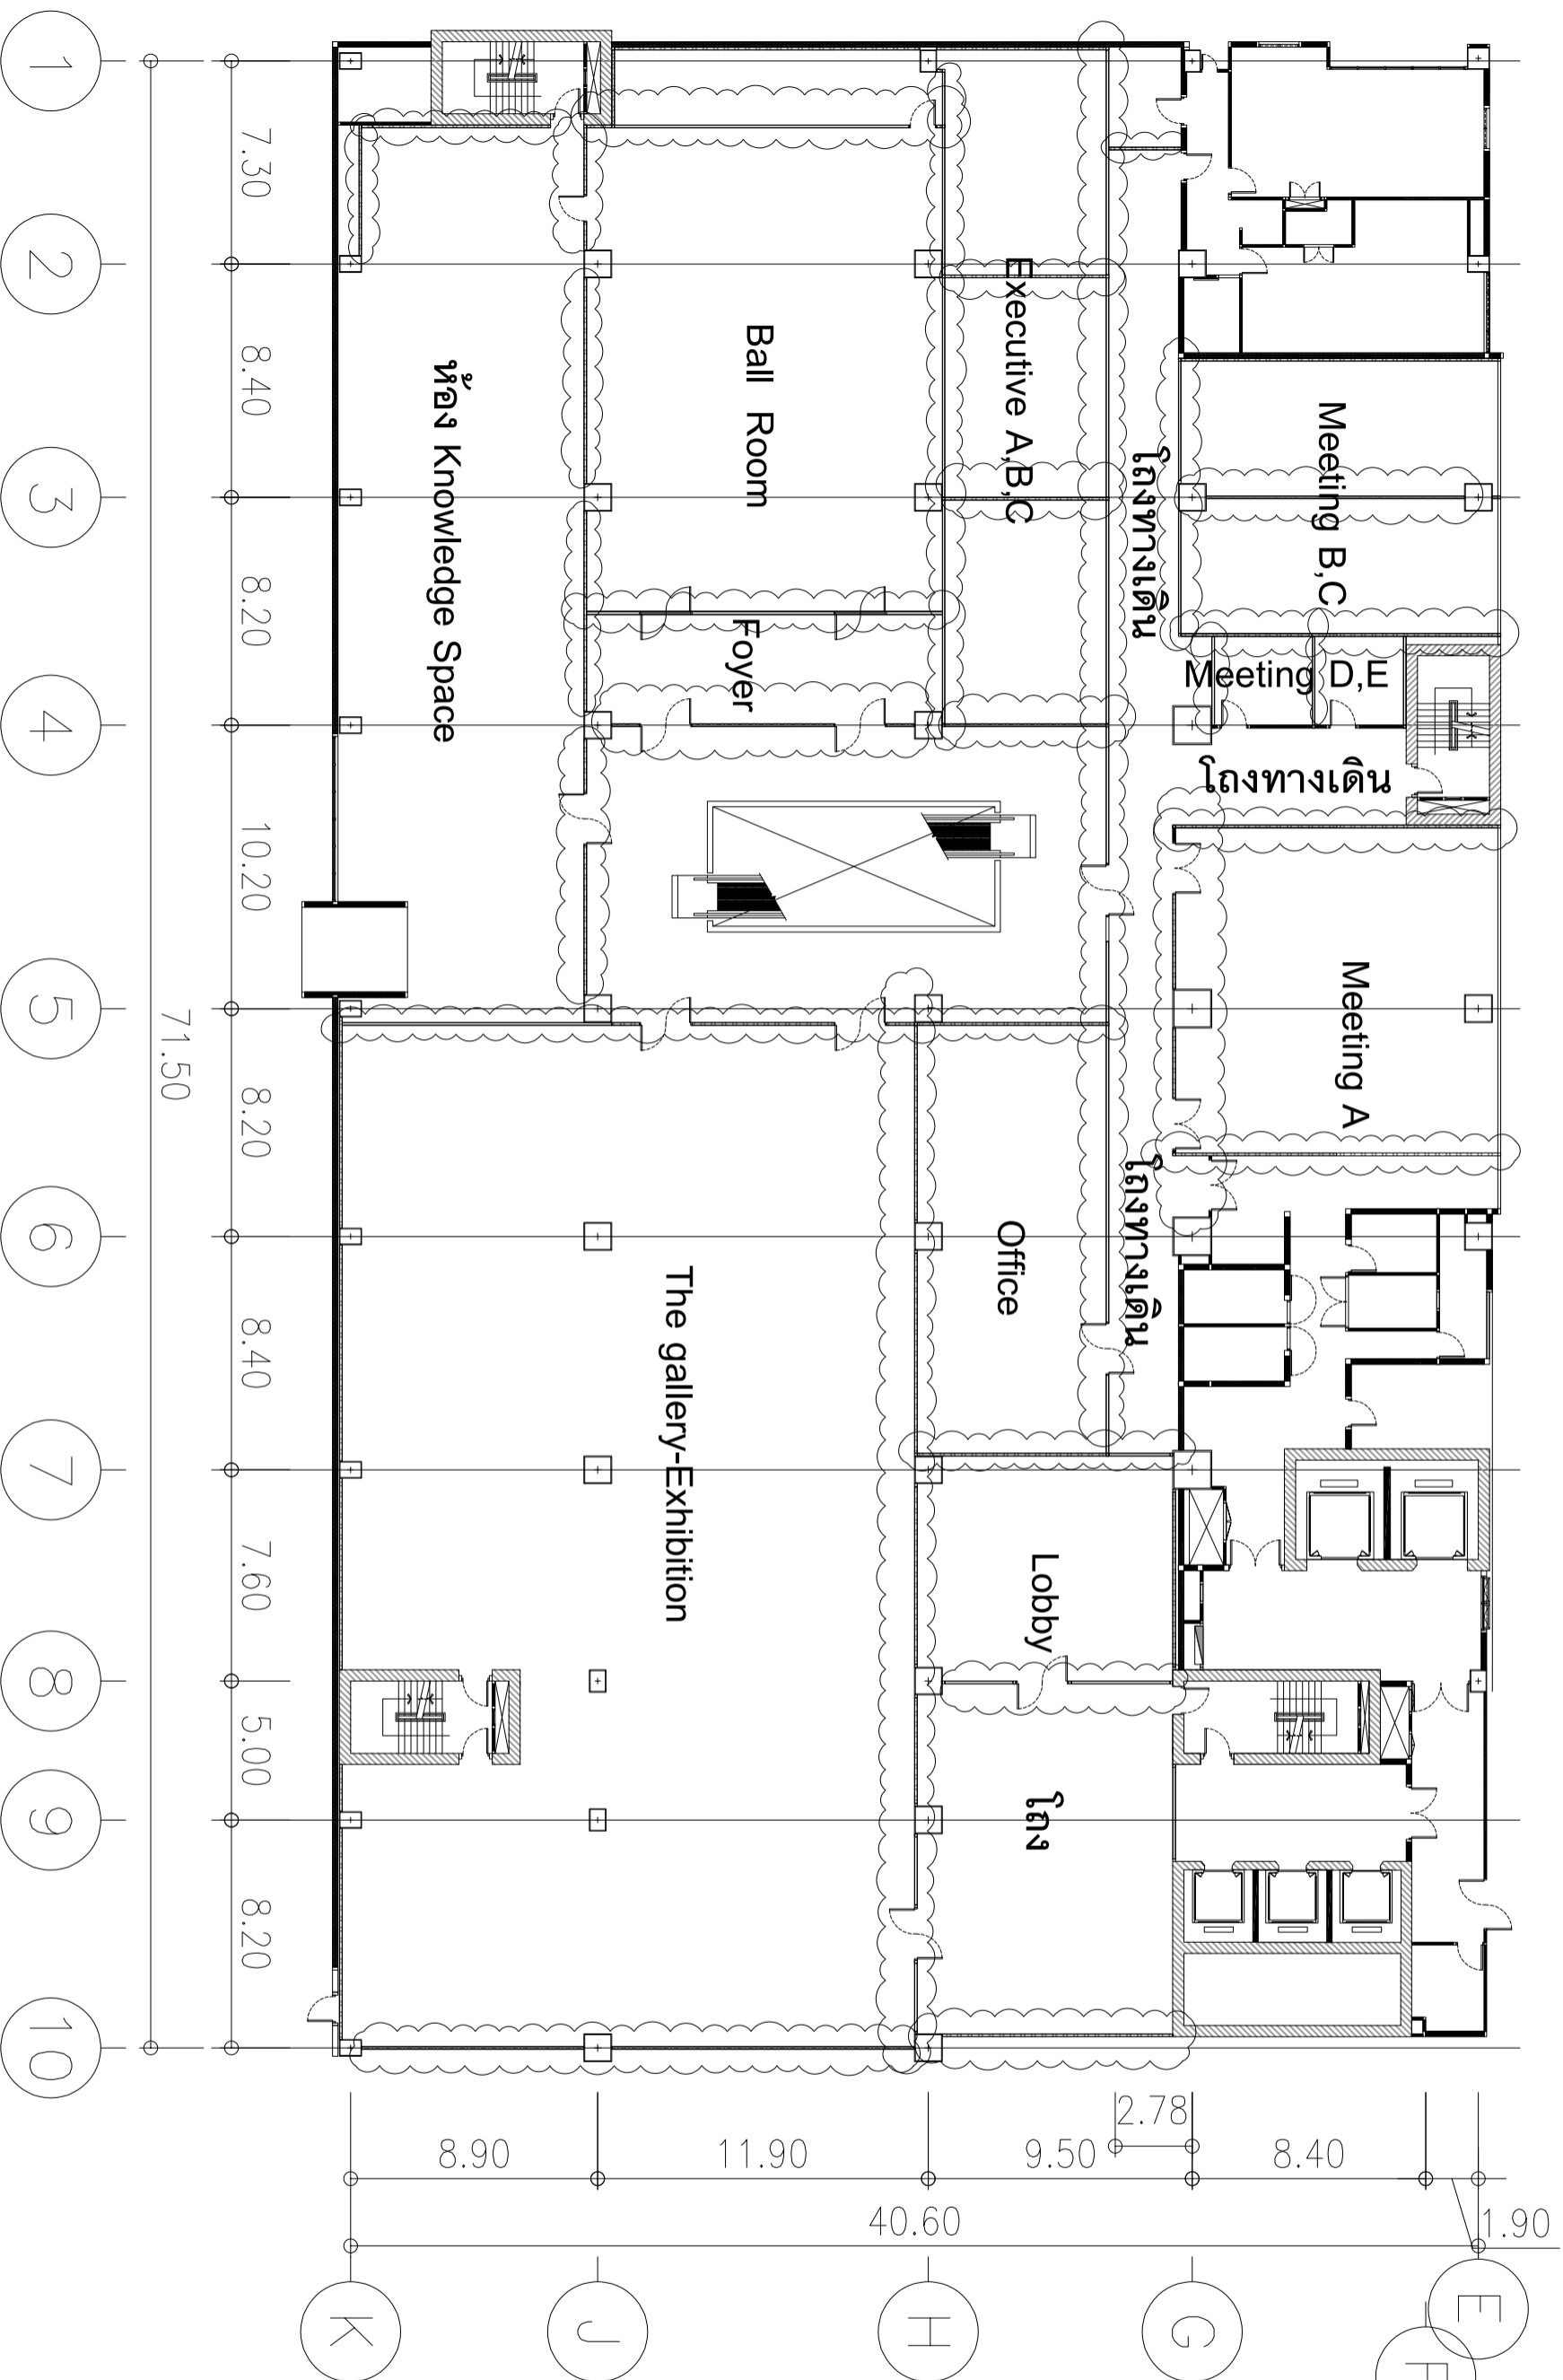 1
2
3
4
5
6
7
8
9
10
7.30
8.40
8.20
10.20
8.20
8.40
7.60
5.00
8.20
71.50
Meeting B,C
Meeting D,E
Meeting A
โถงทางเดิน
โถงทางเดิน
โถงทางเดิน
Executive A,B,C
Office
Lobby
โถง
Ball Room
Foyer
The gallery-Exhibition
ห้อง Knowledge Space
2.78
8.90
11.90
9.50
8.40
1.90
40.60
K
J
H
G
E